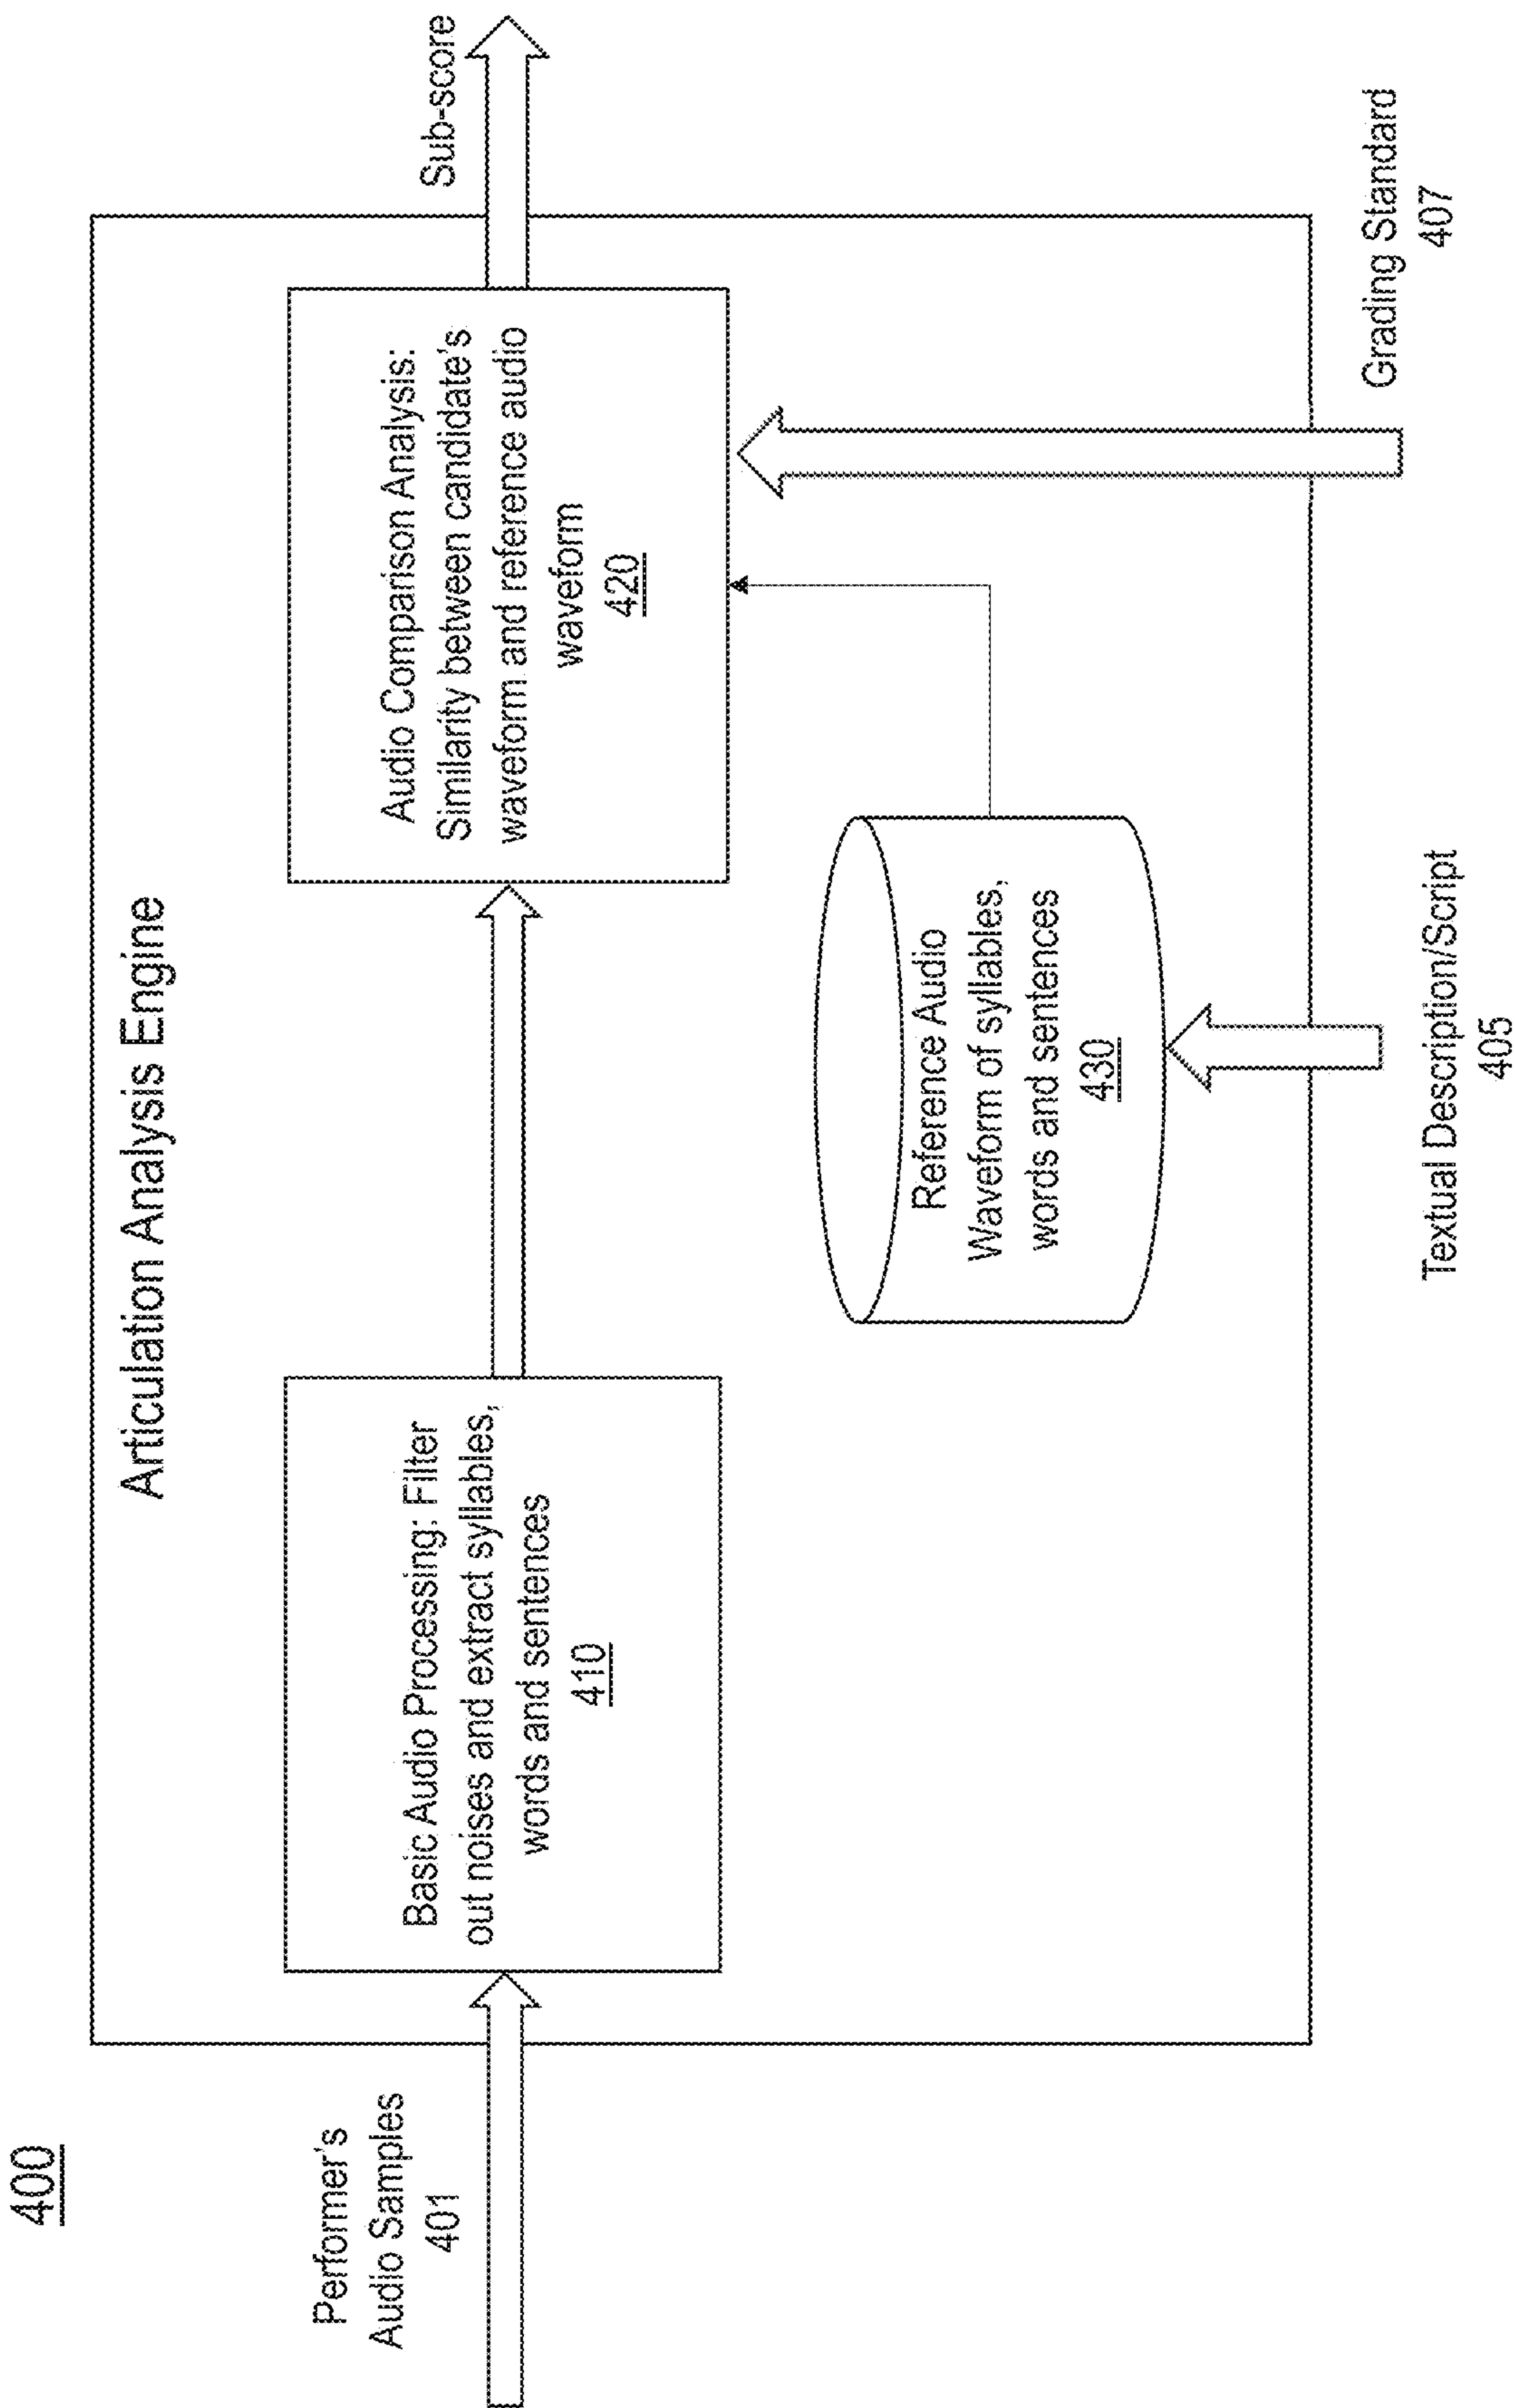 400
Articulation Analysis Engine
Performer's
Audio Samples
401
Basic Audio Processing: Filter
out noises and extract syllables,
words and sentences
410
Audio Comparison Analysis:
Similarity between candidate's
waveform and reference audio
waveform
420
Sub-score
Reference Audio
Waveform of syllables,
words and sentences
430
Textual Description/Script
405
Grading Standard
407